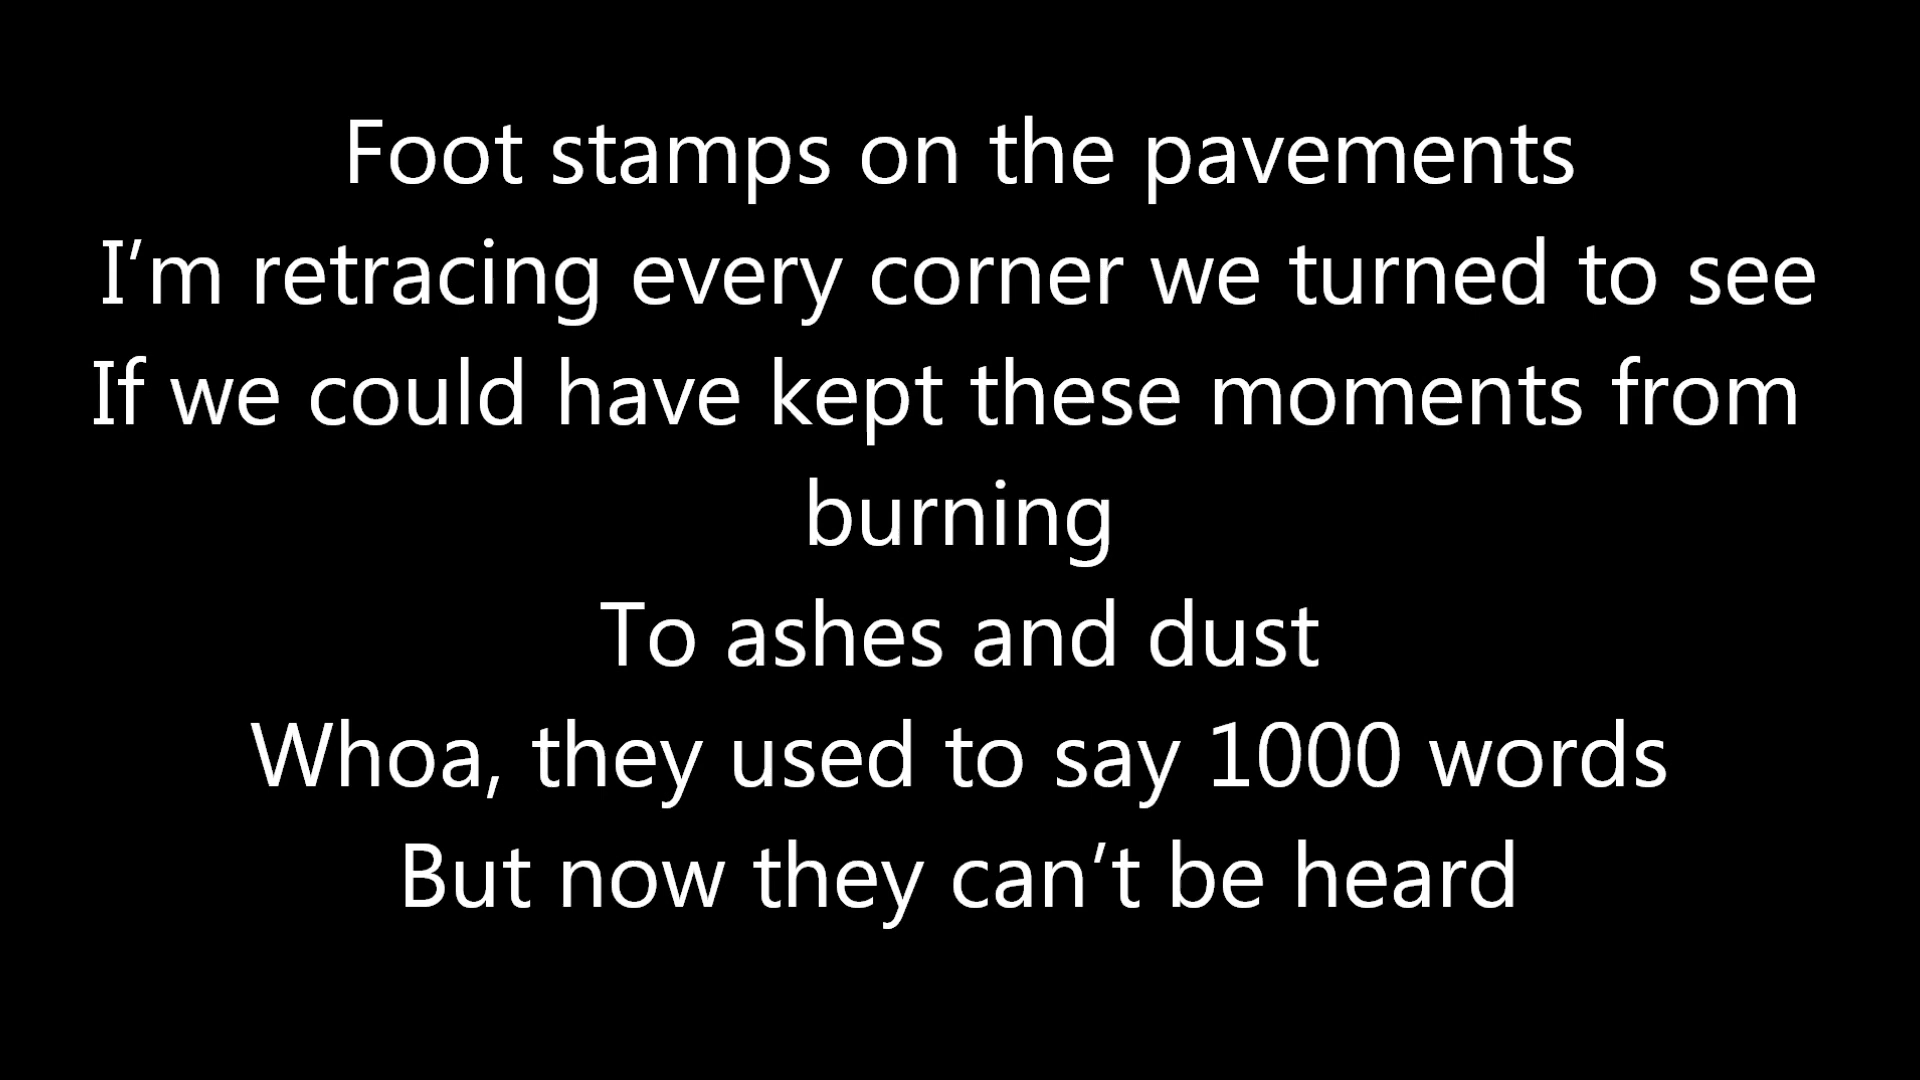 Foot stamps on the pavements
I’m retracing every corner we turned to see
If we could have kept these moments from
burning
To ashes and dust
Whoa, they used to say 1000 words
But now they can’t be heard